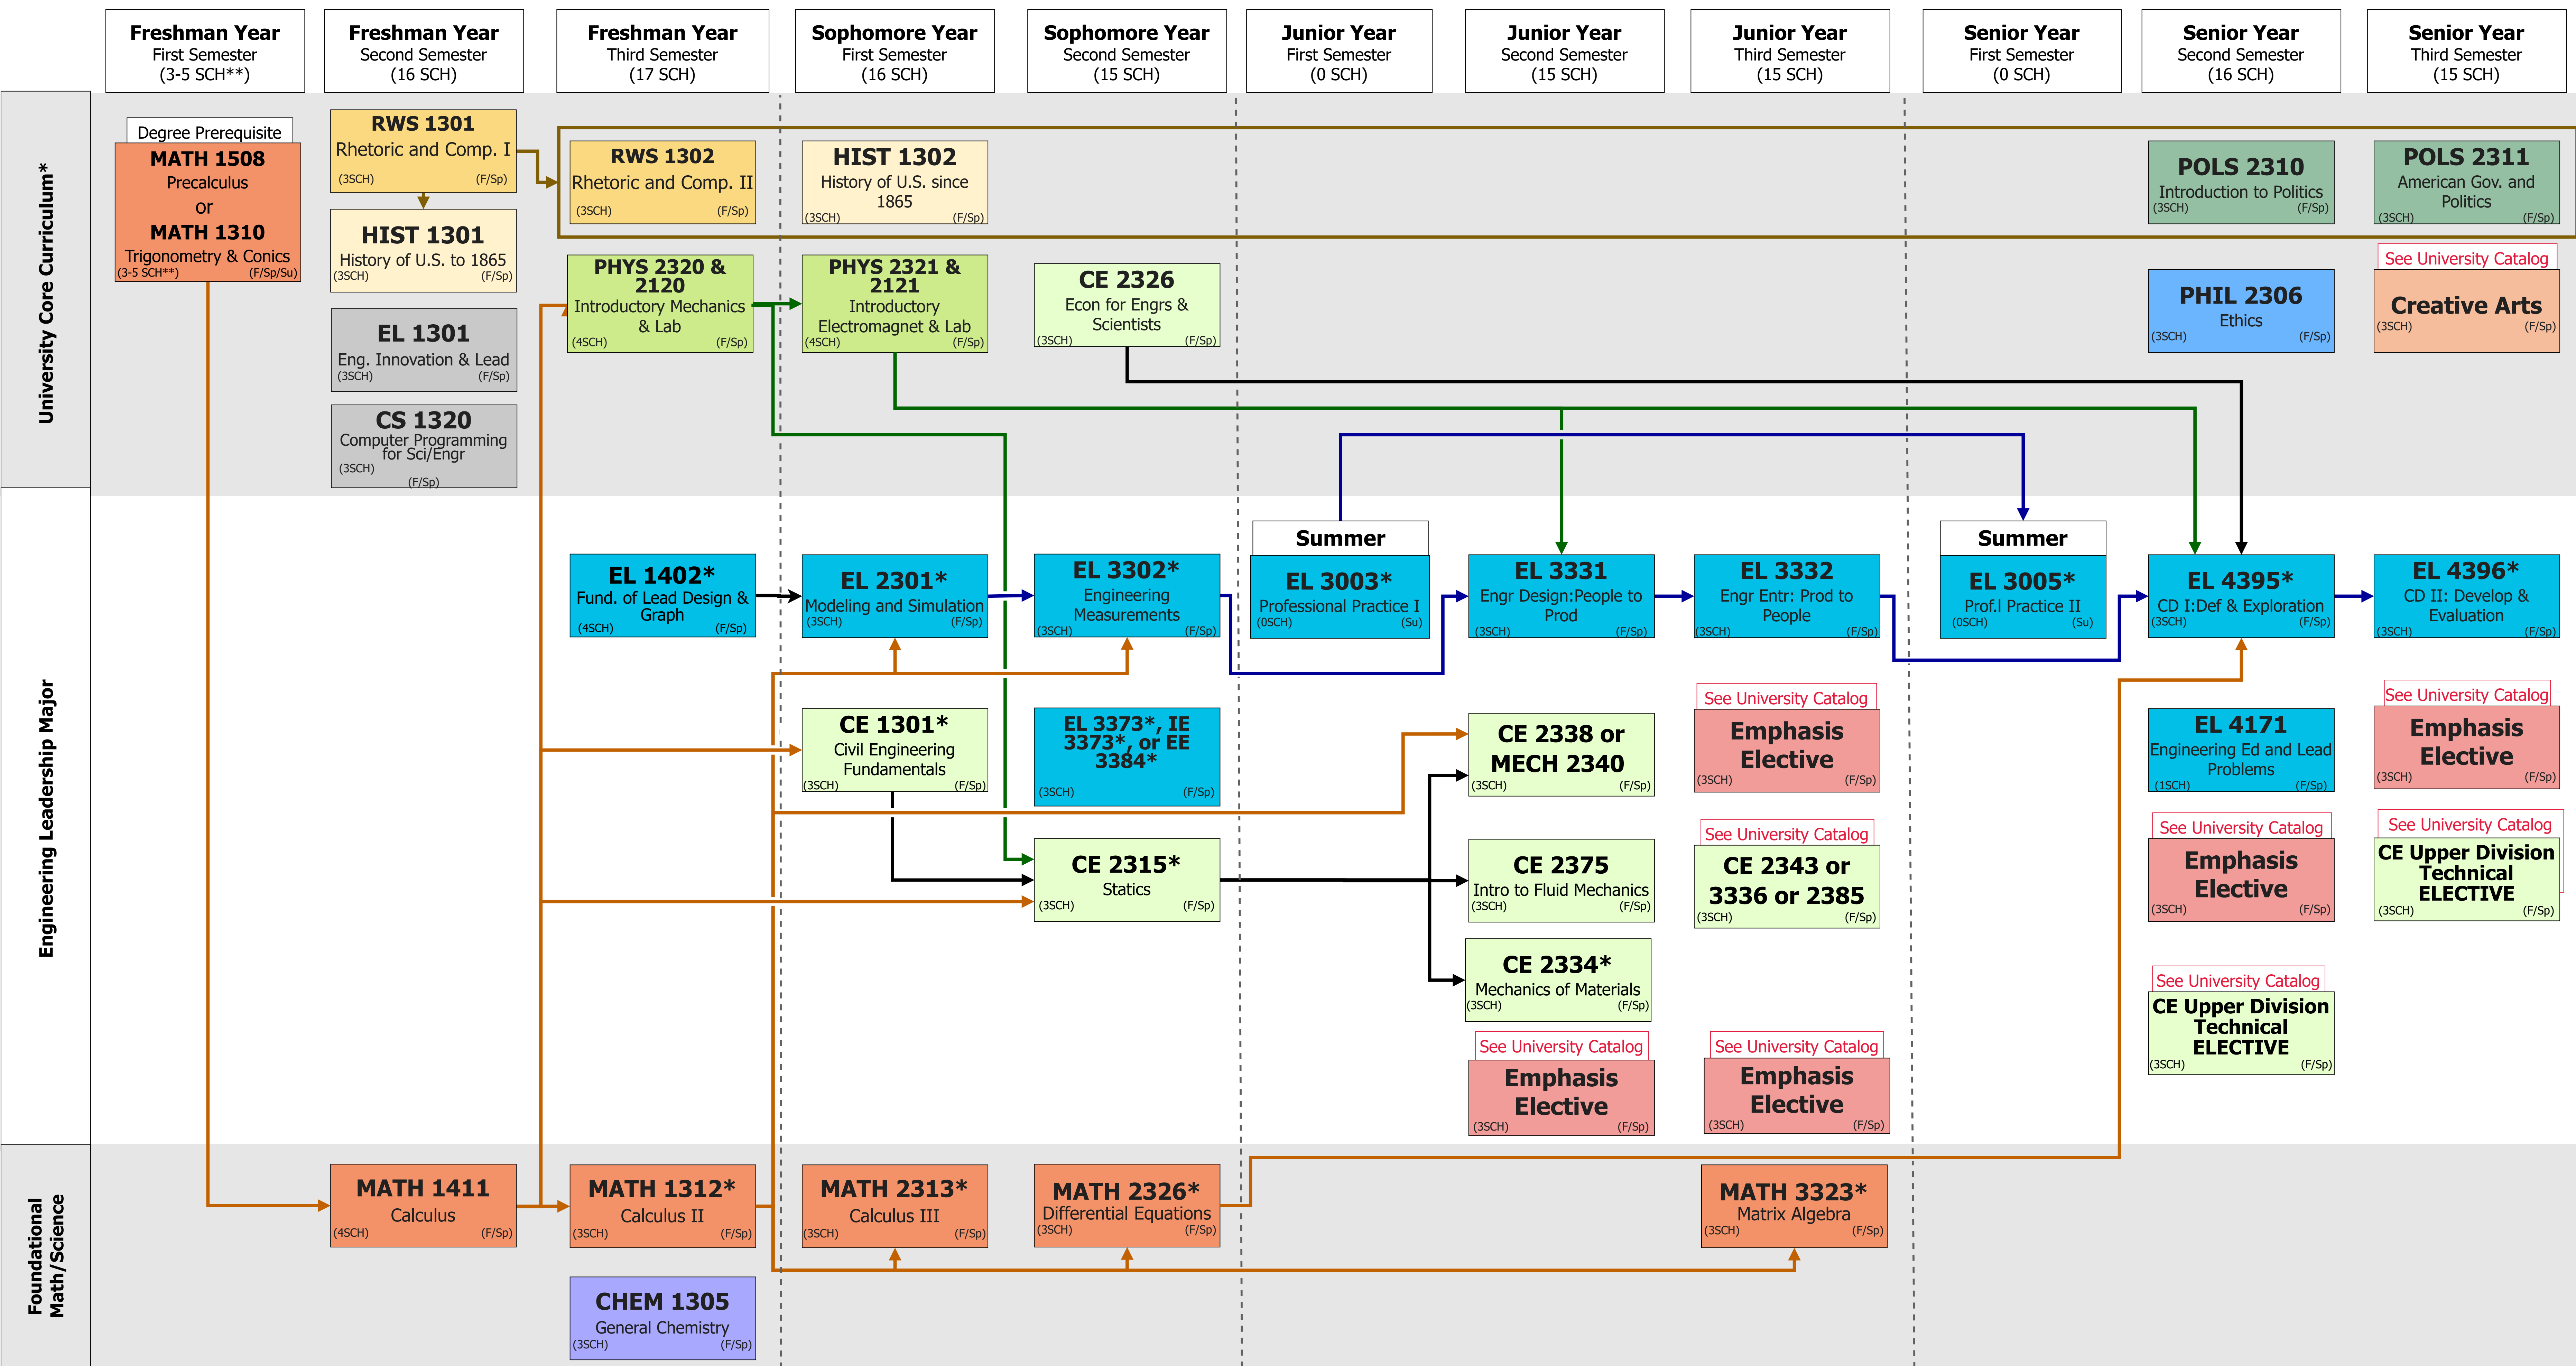 Freshman Year
First Semester
(3-5 SCH**)
Freshman Year
Second Semester
(16 SCH)
Freshman Year
Third Semester
(17 SCH)
Sophomore Year
First Semester
(16 SCH)
Sophomore Year
Second Semester
(15 SCH)
Junior Year
First Semester
(0 SCH)
Junior Year
Second Semester
(15 SCH)
Junior Year
Third Semester
(15 SCH)
Senior Year
First Semester
(0 SCH)
Senior Year
Second Semester
(16 SCH)
Senior Year
Third Semester
(15 SCH)
University Core Curriculum*
Degree Prerequisite
MATH 1508
Precalculus
or
MATH 1310
Trigonometry & Conics
(3-5 SCH**) (F/Sp/Su)
RWS 1301
Rhetoric and Comp. I
(3SCH) (F/Sp)
HIST 1301
History of U.S. to 1865
(3SCH) (F/Sp)
EL 1301
Eng. Innovation & Lead
(3SCH) (F/Sp)
CS 1320
Computer Programming
for Sci/Engr
(3SCH)
(F/Sp)
RWS 1302
Rhetoric and Comp. II
(3SCH) (F/Sp)
PHYS 2320 &
2120
Introductory Mechanics
& Lab
(4SCH) (F/Sp)
HIST 1302
History of U.S. since
1865
(3SCH) (F/Sp)
PHYS 2321 &
2121
Introductory
Electromagnet & Lab
(4SCH) (F/Sp)
CE 2326
Econ for Engrs &
Scientists
(3SCH) (F/Sp)
POLS 2310
Introduction to Politics
(3SCH) (F/Sp)
PHIL 2306
Ethics
(3SCH) (F/Sp)
POLS 2311
American Gov. and
Politics
(3SCH) (F/Sp)
See University Catalog
Creative Arts
(3SCH) (F/Sp)
Engineering Leadership Major
EL 1402*
Fund. of Lead Design &
Graph
(4SCH) (F/Sp)
EL 2301*
Modeling and Simulation
(3SCH) (F/Sp)
EL 3302*
Engineering
Measurements
(3SCH) (F/Sp)
Summer
EL 3003*
Professional Practice I
(0SCH) (Su)
EL 3331
Engr Design:People to
Prod
(3SCH) (F/Sp)
EL 3332
Engr Entr: Prod to
People
(3SCH) (F/Sp)
Summer
EL 3005*
Prof.l Practice II
(0SCH) (Su)
EL 4395*
CD I:Def & Exploration
(3SCH) (F/Sp)
EL 4396*
CD II: Develop &
Evaluation
(3SCH) (F/Sp)
CE 1301*
Civil Engineering
Fundamentals
(3SCH) (F/Sp)
EL 3373*, IE
3373*, or EE
3384*
(3SCH) (F/Sp)
CE 2315*
Statics
(3SCH) (F/Sp)
CE 2338 or
MECH 2340
(3SCH) (F/Sp)
CE 2375
Intro to Fluid Mechanics
(3SCH) (F/Sp)
CE 2334*
Mechanics of Materials
(3SCH) (F/Sp)
See University Catalog
Emphasis
Elective
(3SCH) (F/Sp)
See University Catalog
Emphasis
Elective
(3SCH) (F/Sp)
See University Catalog
CE 2343 or
3336 or 2385
(3SCH) (F/Sp)
See University Catalog
Emphasis
Elective
(3SCH) (F/Sp)
EL 4171
Engineering Ed and Lead
Problems
(1SCH) (F/Sp)
See University Catalog
Emphasis
Elective
(3SCH) (F/Sp)
See University Catalog
CE Upper Division
Technical
ELECTIVE
(3SCH) (F/Sp)
See University Catalog
Emphasis
Elective
(3SCH) (F/Sp)
See University Catalog
CE Upper Division
Technical
ELECTIVE
(3SCH) (F/Sp)
Foundational
Math/Science
MATH 1411
Calculus
(4SCH) (F/Sp)
MATH 1312*
Calculus II
(3SCH) (F/Sp)
CHEM 1305
General Chemistry
(3SCH) (F/Sp)
MATH 2313*
Calculus III
(3SCH) (F/Sp)
MATH 2326*
Differential Equations
(3SCH) (F/Sp)
MATH 3323*
Matrix Algebra
(3SCH) (F/Sp)